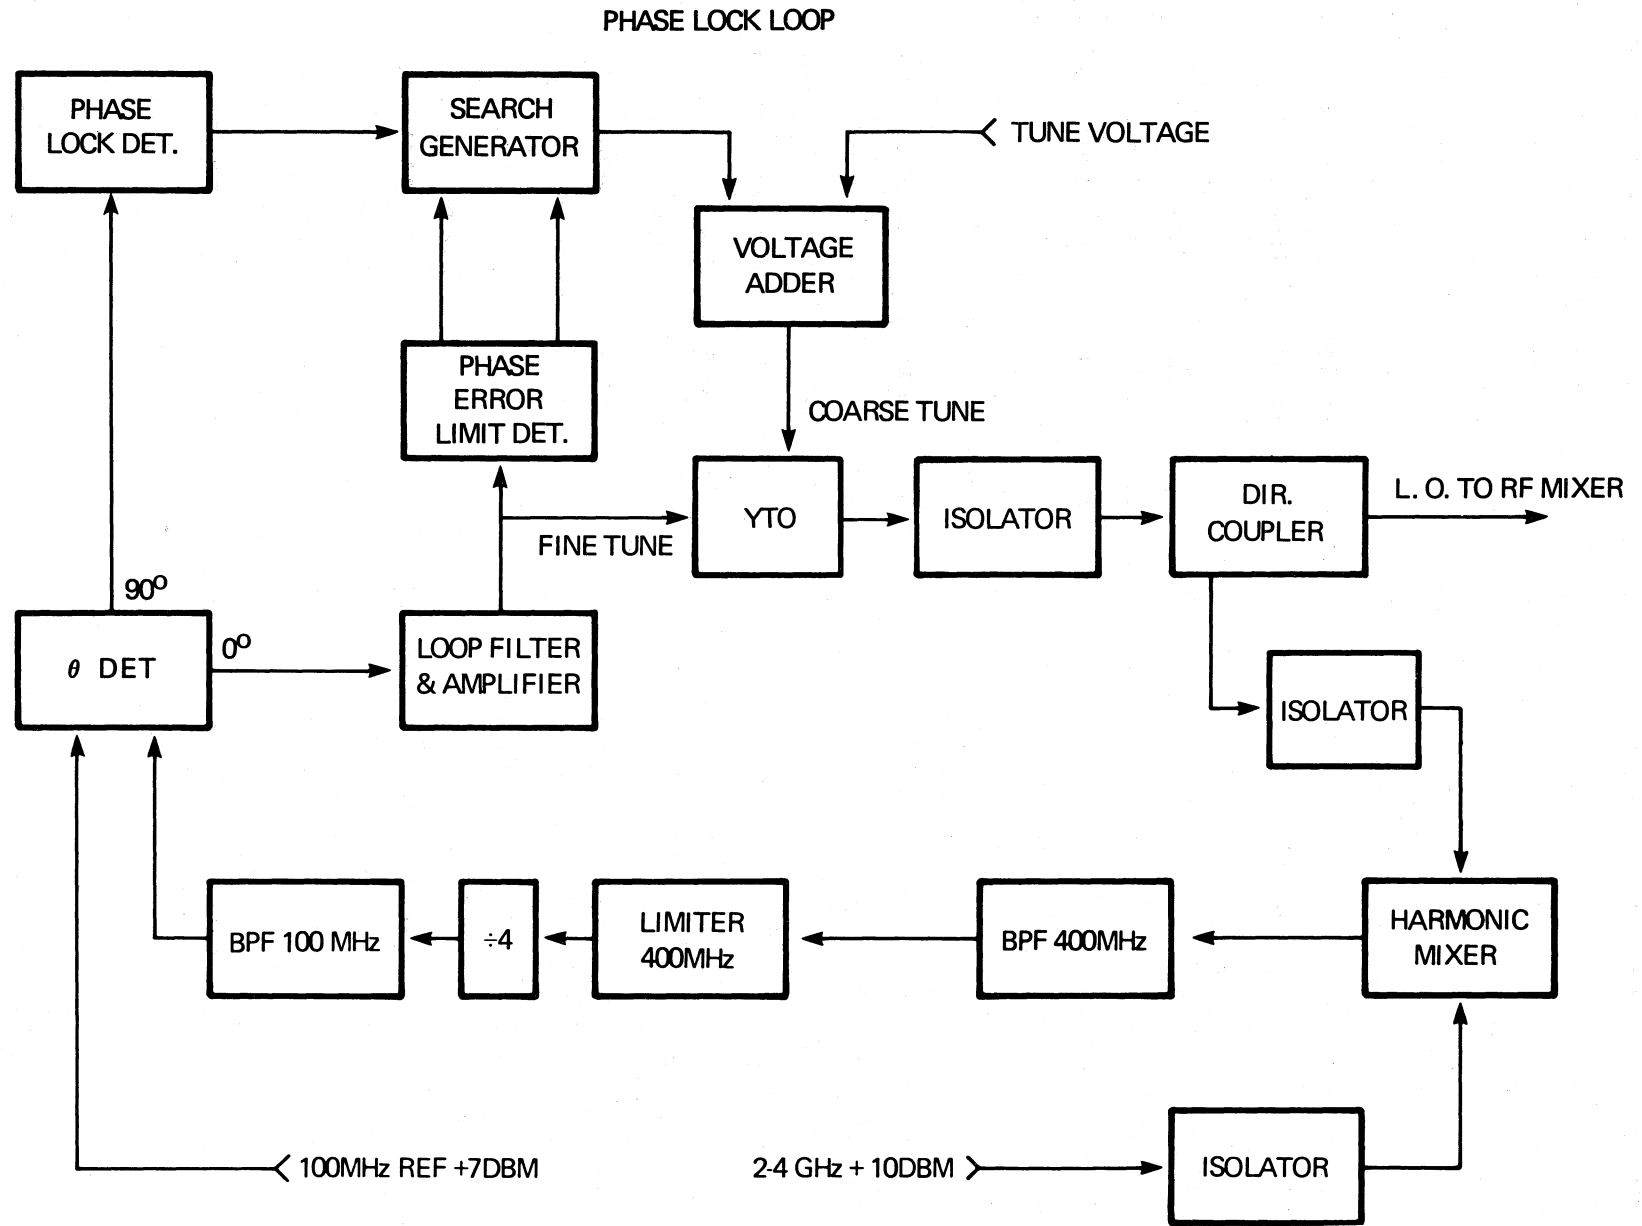 PHASE LOCK LOOP
PHASE
LOCK DET.
SEARCH
GENERATOR
TUNE VOLTAGE
VOLTAGE
ADDER
PHASE
ERROR
LIMIT DET.
COARSE TUNE
YTO
ISOLATOR
DIR.
COUPLER
L. O. TO RF MIXER
FINE TUNE
90°
θ DET
0°
LOOP FILTER
& AMPLIFIER
ISOLATOR
BPF 100 MHz
÷4
LIMITER
400MHz
BPF 400MHz
HARMONIC
MIXER
100MHz REF +7DBM
2-4 GHz + 10DBM
ISOLATOR